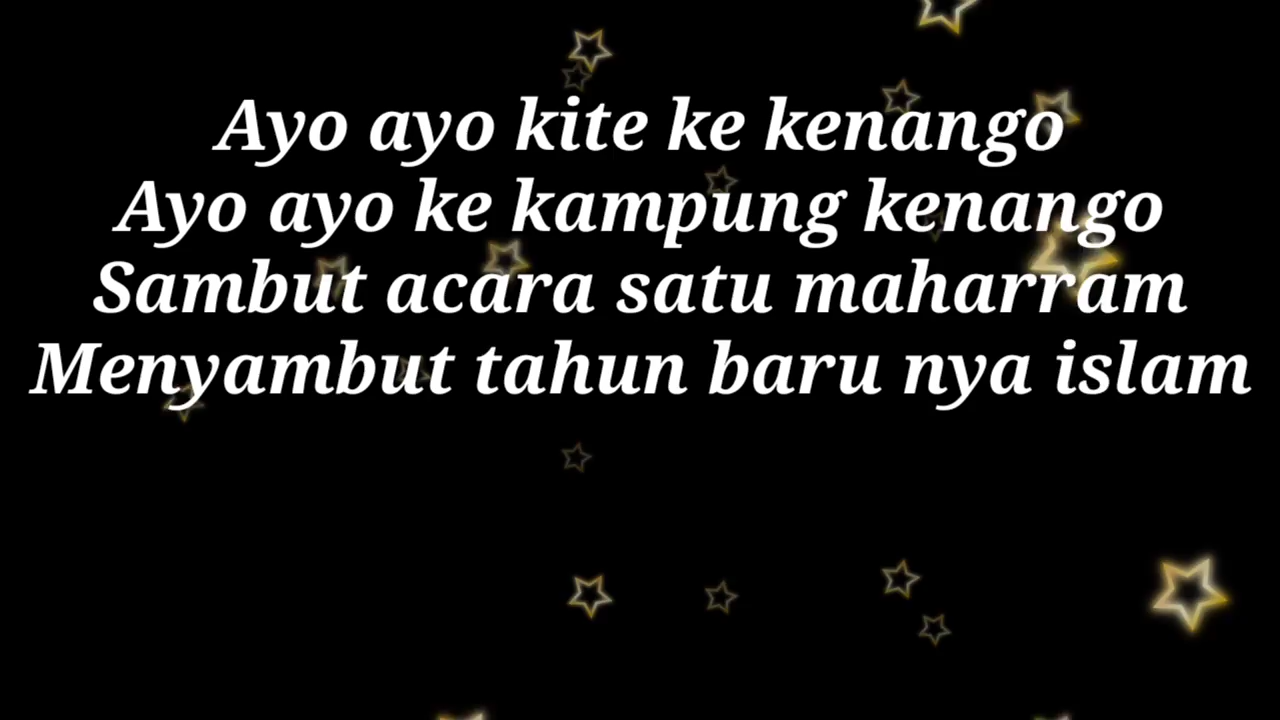 Ayo ayo kite ke kenango
Ayo ayo ke kampung kenango
Sambut acara satu maharram
Menyambut tahun baru nya islam